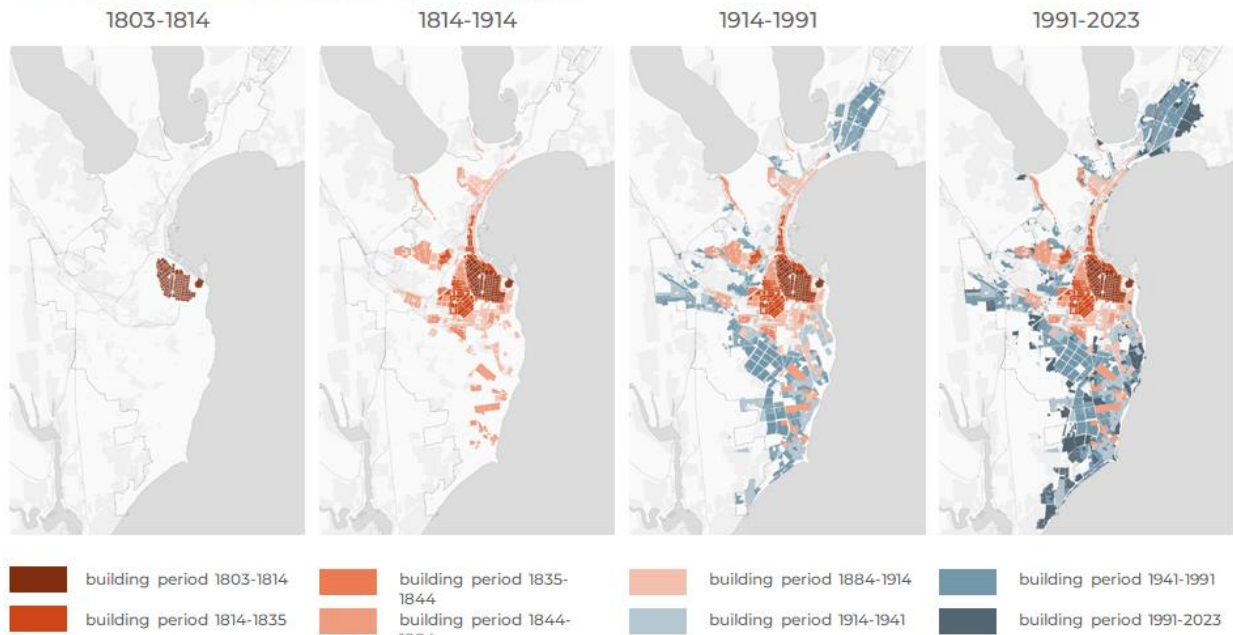 1803-1814
1814-1914
1914-1991
1991-2023
building period 1803-1814
building period 1814-1835
building period 1835-
1844
building period 1844-
building period 1884-1914
building period 1914-1941
building period 1941-1991
building period 1991-2023